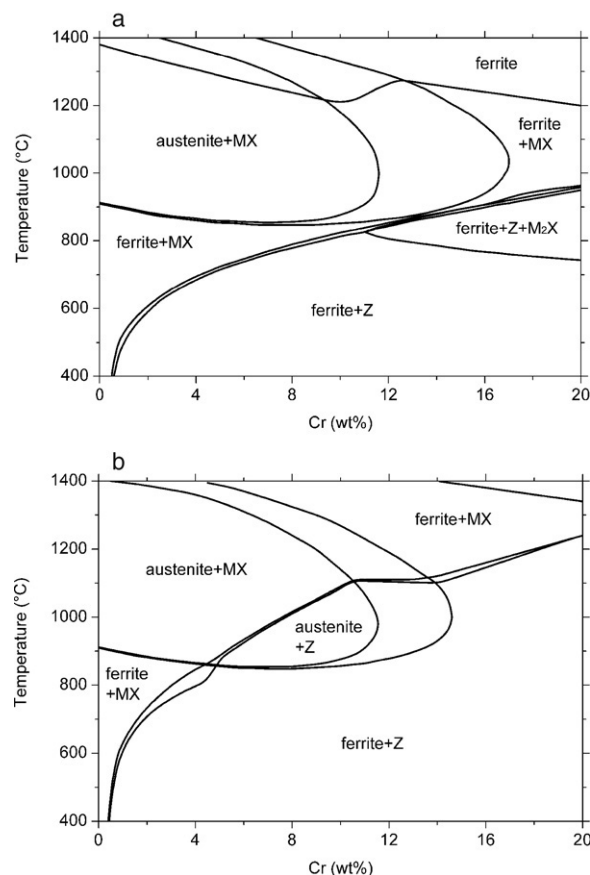 a
1400
1200
1000
800
600
400
Temperature (°C)
ferrite
austenite+MX
ferrite
+MX
ferrite+MX
ferrite+Z+M₂X
ferrite+Z
0
4
8
12
16
20
Cr (wt%)
b
1400
1200
1000
800
600
400
Temperature (°C)
ferrite+MX
austenite+MX
austenite
+Z
ferrite
+MX
ferrite+Z
0
4
8
12
16
20
Cr (wt%)